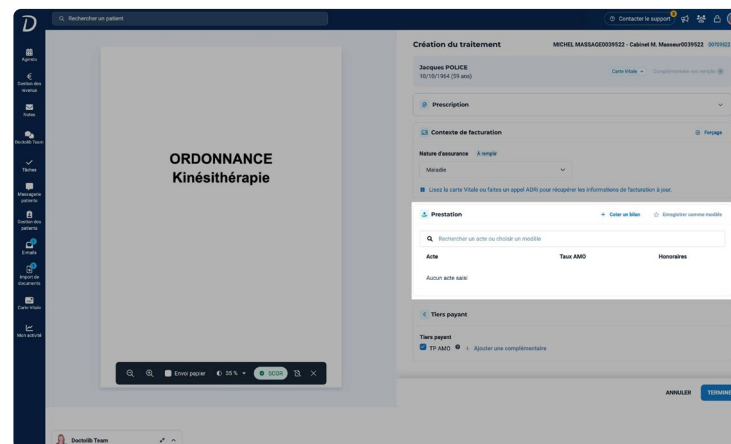 D
Rechercher un patient
Contacter le support
Agenda
Gestion des revenus
Notes
Doctolib Team
Tâches
Messagerie patients
Gestion des patients
E-mails
Import de documents
Carte Vitale
Mon activité
ORDONNANCE
Kinésithérapie
Envoi papier
35 %
SCOR
Doctolib Team
Création du traitement
MICHEL MASSAGE0039522 - Cabinet M. Masseur0039522
Jacques POLICE
10/10/1964 (59 ans)
Carte Vitale
Prescription
Contexte de facturation
Forçage
Nature d'assurance
À remplir
Maladie
Lisez la carte Vitale ou faites un appel ADRi pour récupérer les informations de facturation à jour.
Prestation
+ Coter un bilan
Enregistrer comme modèle
Rechercher un acte ou choisir un modèle
Acte Taux AMO Honoraires
Aucun acte saisi
Tiers payant
Tiers payant
TP AMO
+ Ajouter une complémentaire
ANNULER
TERMINE